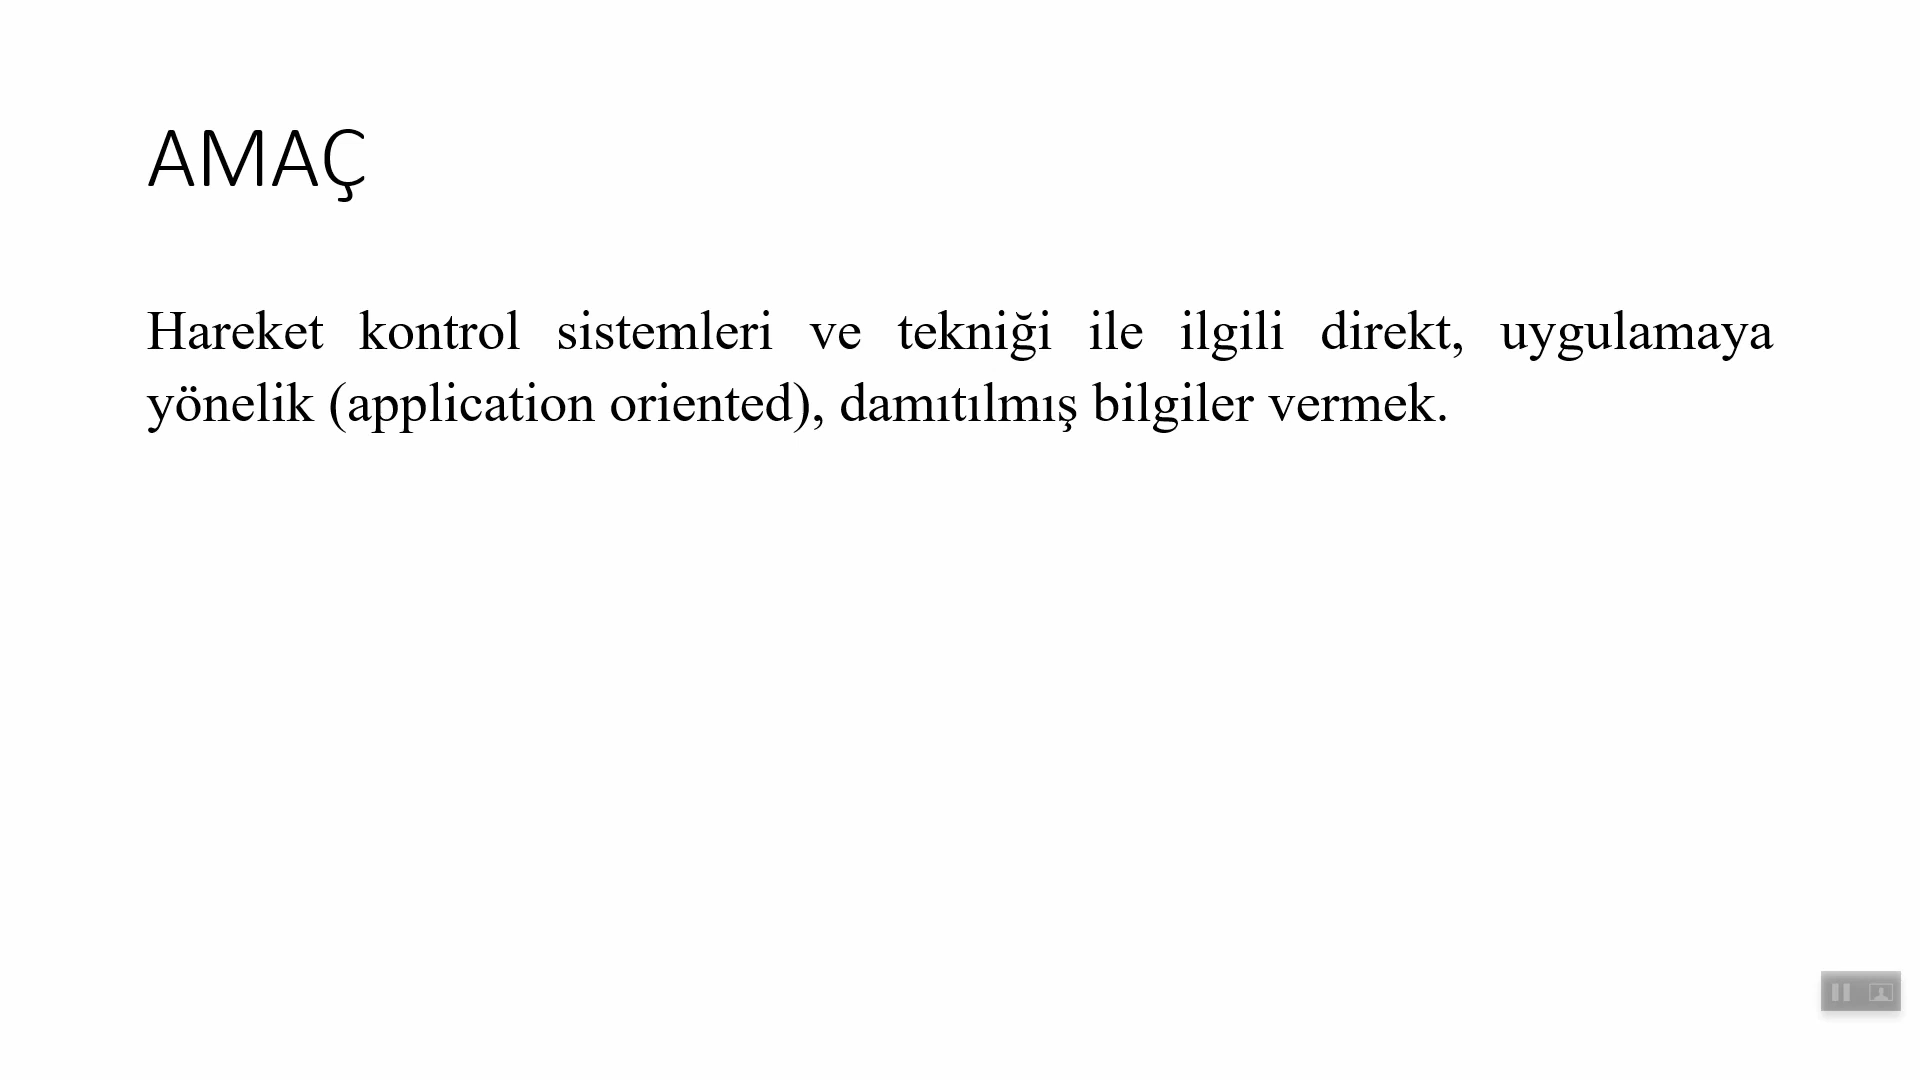 AMAÇ
Hareket kontrol sistemleri ve tekniği ile ilgili direkt, uygulamaya
yönelik (application oriented), damıtılmış bilgiler vermek.